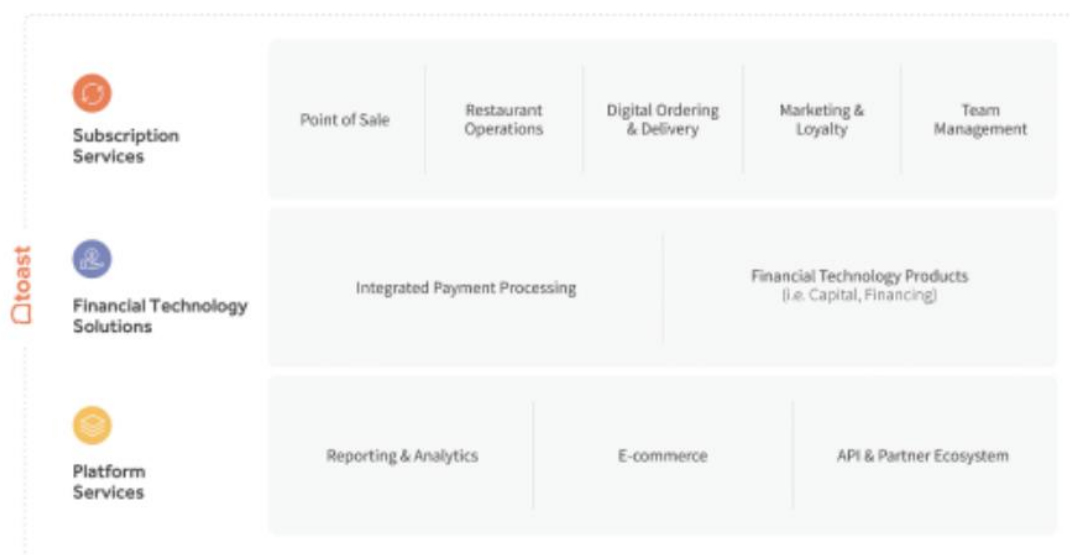 toast
Subscription
Services
Point of Sale
Restaurant
Operations
Digital Ordering
& Delivery
Marketing &
Loyalty
Team
Management
Financial Technology
Solutions
Integrated Payment Processing
Financial Technology Products
(i.e. Capital, Financing)
Platform
Services
Reporting & Analytics
E-commerce
API & Partner Ecosystem